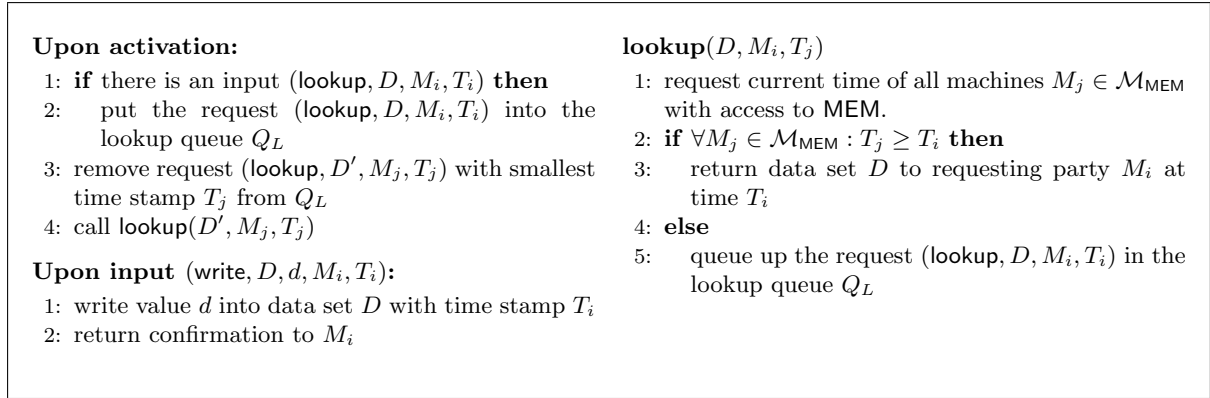 Upon activation:
1: if there is an input (lookup, D, M_i, T_i) then
2: put the request (lookup, D, M_i, T_i) into the
lookup queue Q_L
3: remove request (lookup, D′, M_j, T_j) with smallest
time stamp T_j from Q_L
4: call lookup(D′, M_j, T_j)
Upon input (write, D, d, M_i, T_i):
1: write value d into data set D with time stamp T_i
2: return confirmation to M_i
lookup(D, M_i, T_j)
1: request current time of all machines M_j ∈ ℳ_MEM
with access to MEM.
2: if ∀M_j ∈ ℳ_MEM : T_j ≥ T_i then
3: return data set D to requesting party M_i at
time T_i
4: else
5: queue up the request (lookup, D, M_i, T_i) in the
lookup queue Q_L